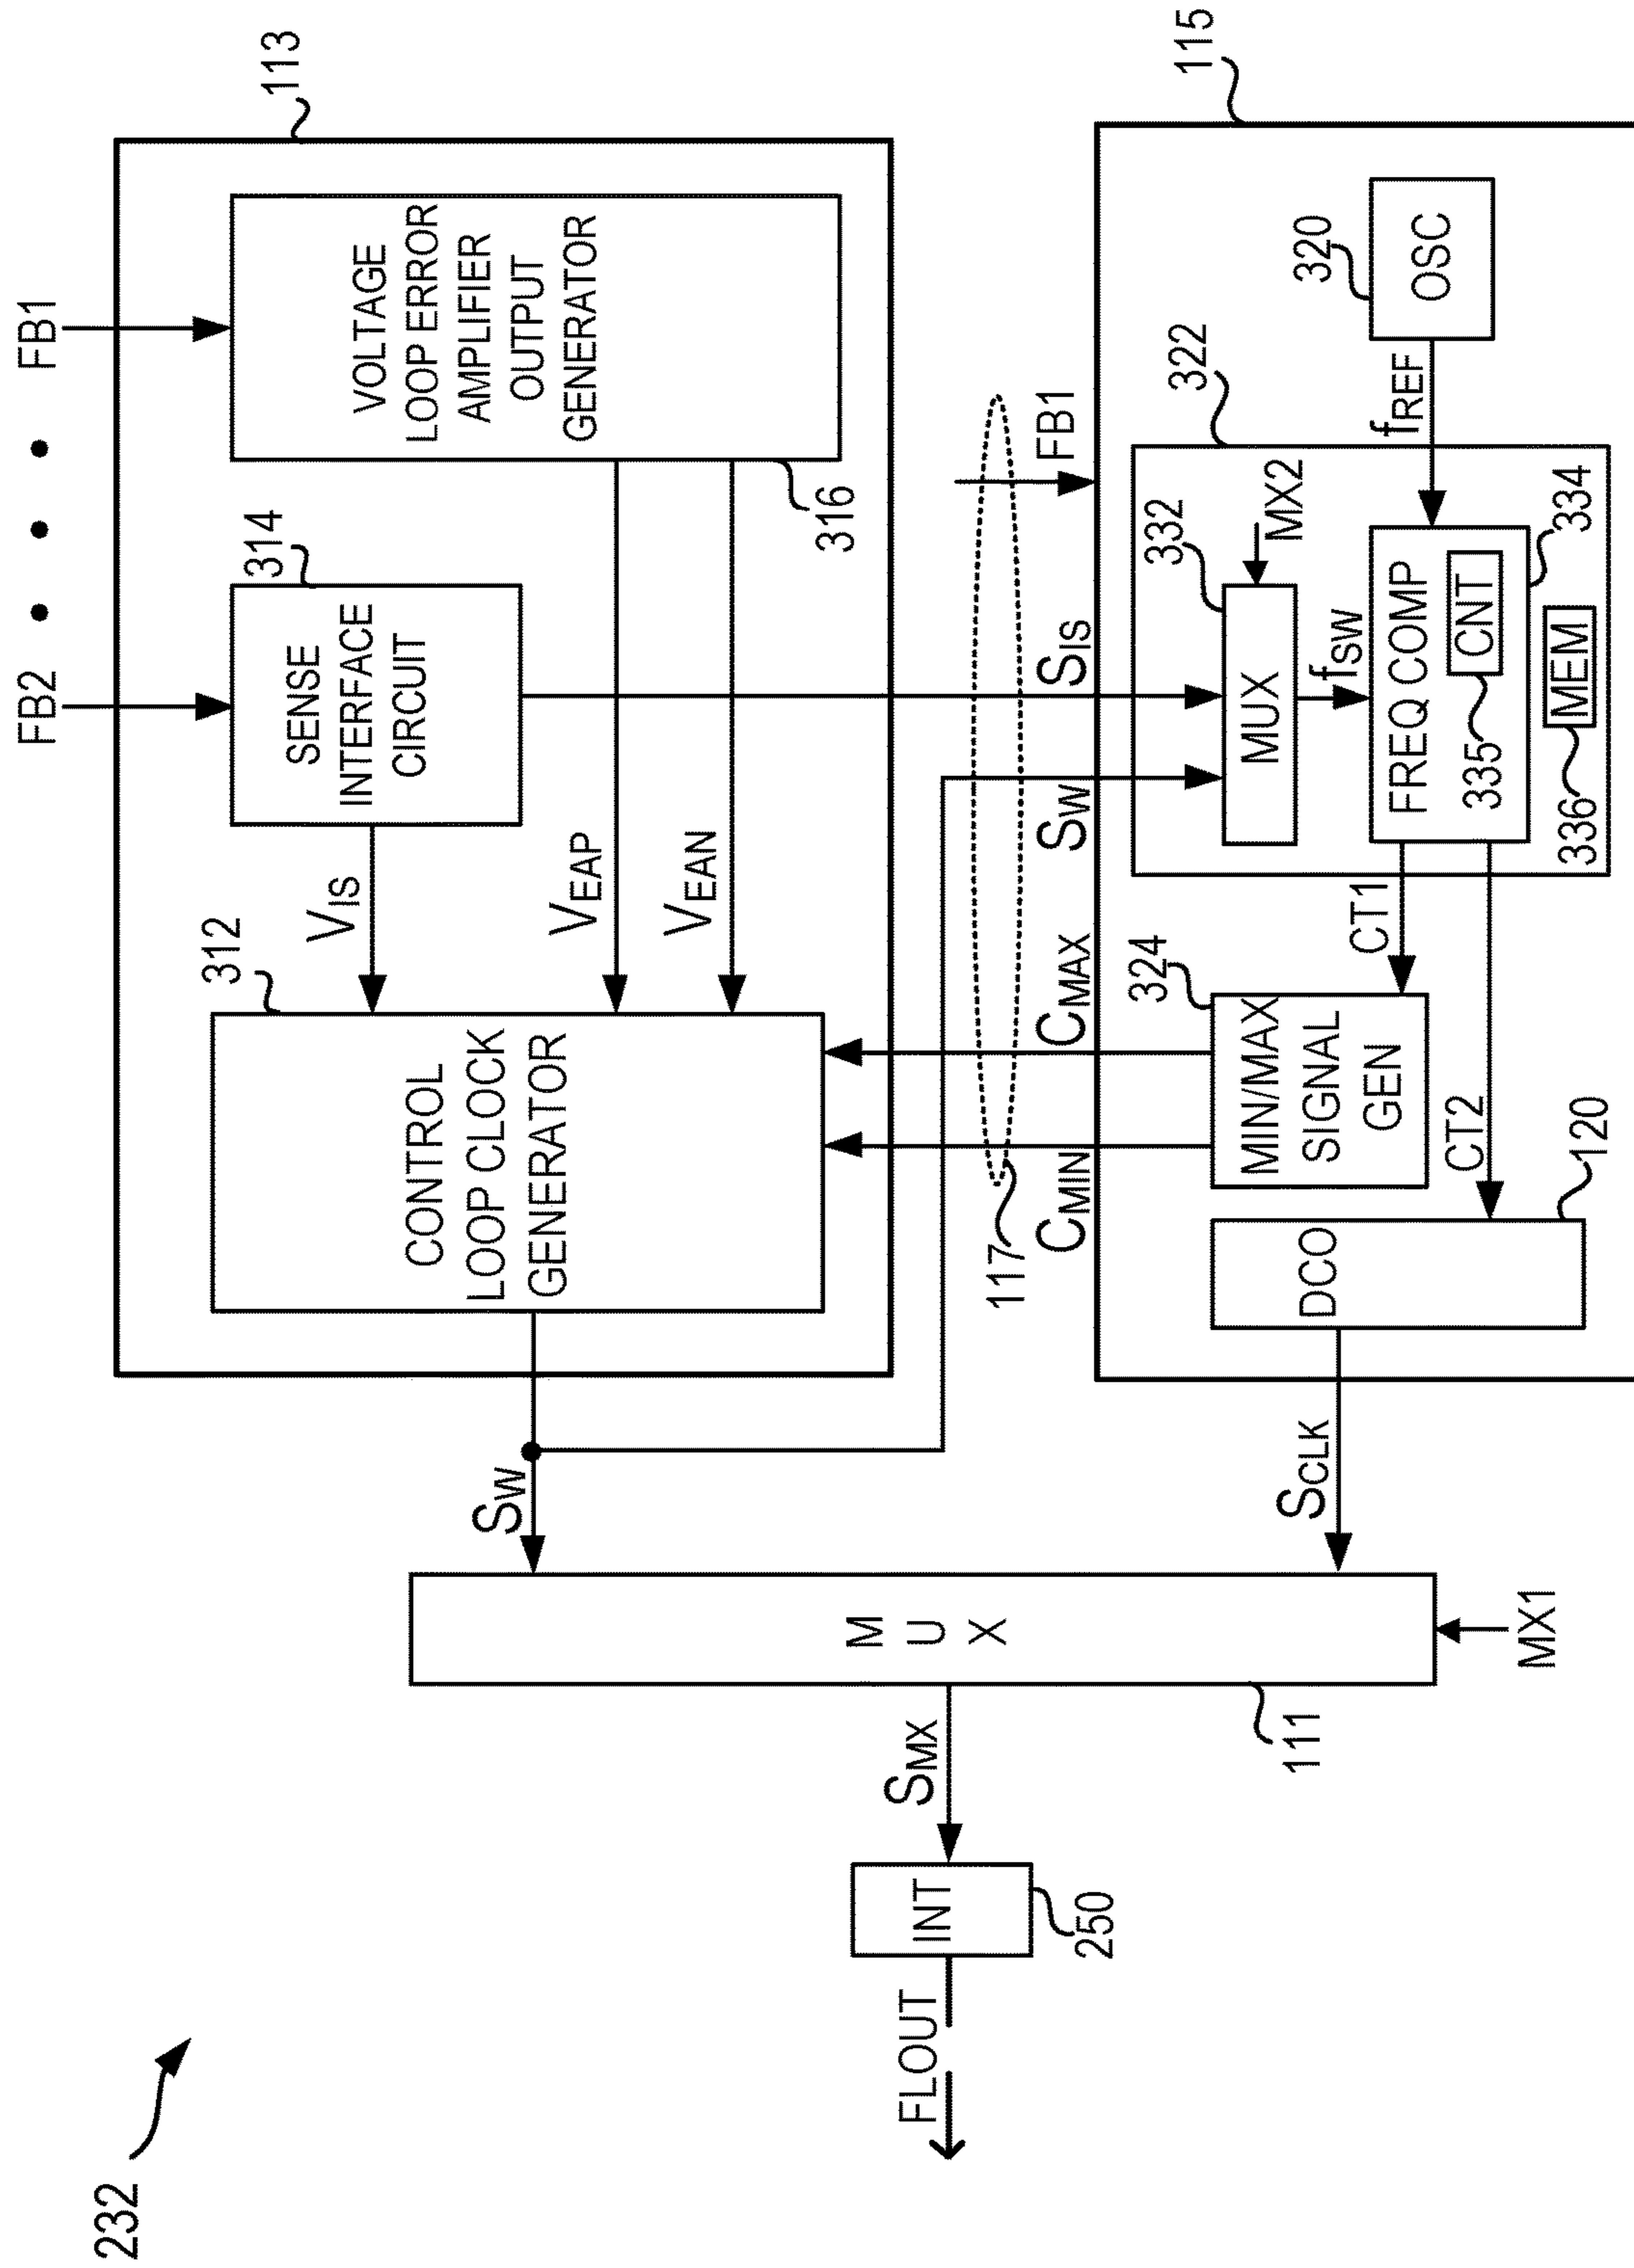 232
FB2 • • • FB1
113
314
SENSE
INTERFACE
CIRCUIT
VOLTAGE
LOOP ERROR
AMPLIFIER
OUTPUT
GENERATOR
316
312
VIS
VEAP
VEAN
CONTROL
LOOP CLOCK
GENERATOR
SW
117
CMIN
CMAX
SW
SIS
FB1
115
320
OSC
fREF
322
332
MX2
MUX
fSW
FREQ COMP
CNT
334
335
MEM
336
CT1
324
MIN/MAX
SIGNAL
GEN
CT2
120
DCO
SCLK
MUX
MX1
111
SMX
INT
250
FLOUT